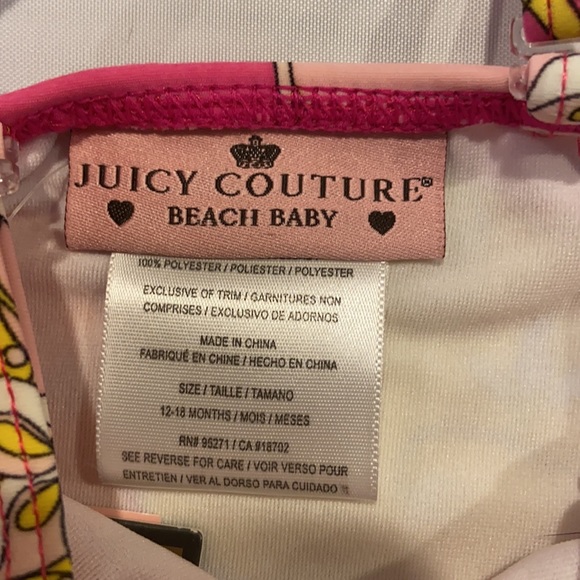 JUICY COUTURE®
BEACH BABY
100% POLYESTER / POLIESTER / POLYESTER
EXCLUSIVE OF TRIM / GARNITURES NON
COMPRISES / EXCLUSIVO DE ADORNOS
MADE IN CHINA
FABRIQUÉ EN CHINE / HECHO EN CHINA
SIZE / TAILLE / TAMANO
12-18 MONTHS / MOIS / MESES
RN# 95271 / CA #18702
SEE REVERSE FOR CARE / VOIR VERSO POUR
ENTRETIEN / VER AL DORSO PARA CUIDADO